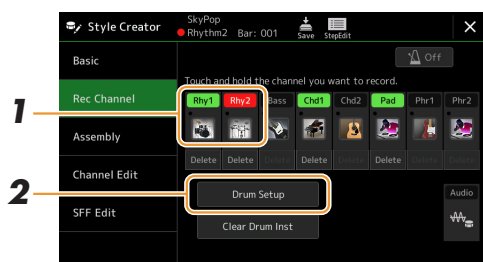 Style Creator
SkyPop
Rhythm2 Bar: 001
Save
StepEdit
Basic
Off
Touch and hold the channel you want to record.
Rec Channel
Rhy1 Rhy2 Bass Chd1 Chd2 Pad Phr1 Phr2
1
Assembly
Delete Delete Delete Delete Delete Delete Delete Delete
Channel Edit
2
Drum Setup
Audio
SFF Edit
Clear Drum Inst